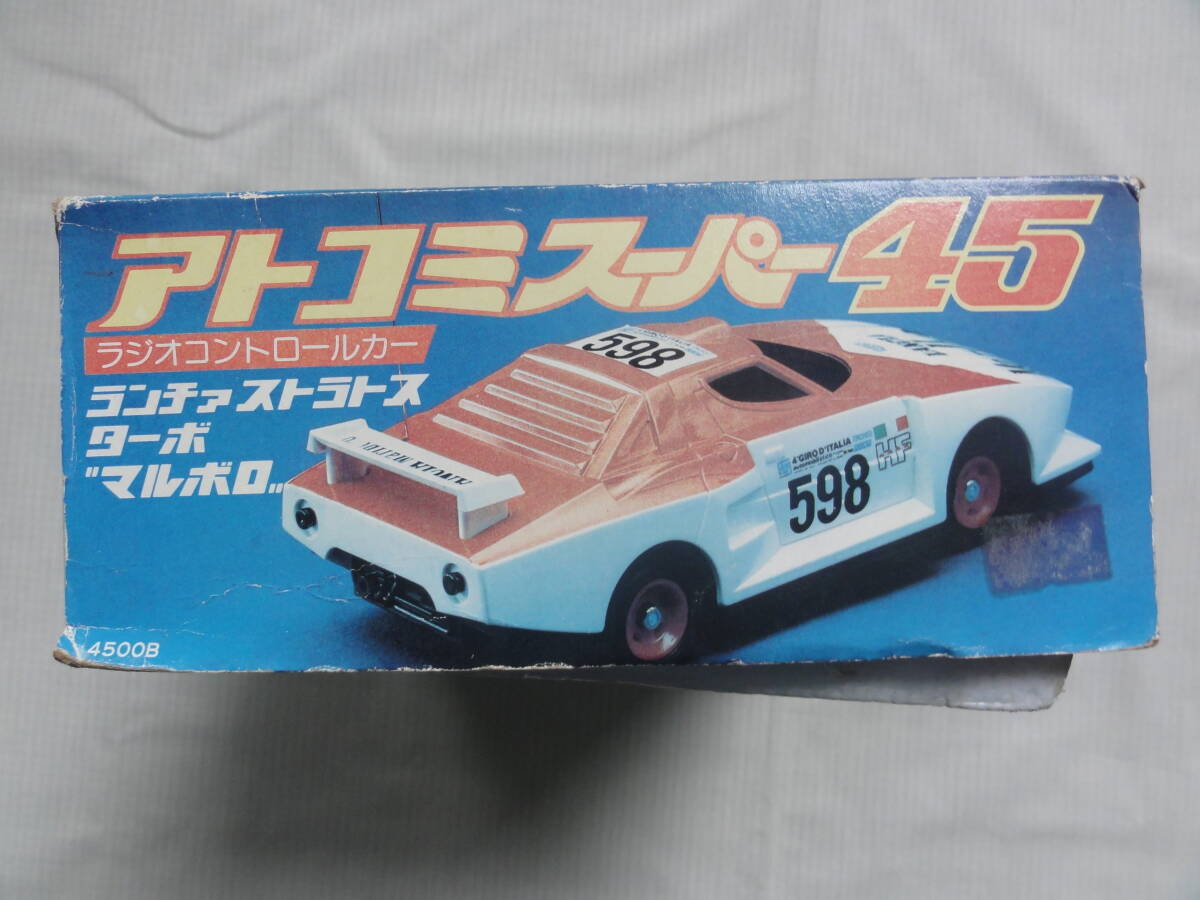 アトコミスーパー45
ラジオコントロールカー
ランチァ ストラトス
ターボ
"マルボロ"
4500B
598
4°GIRO D'ITALIA
598
HF